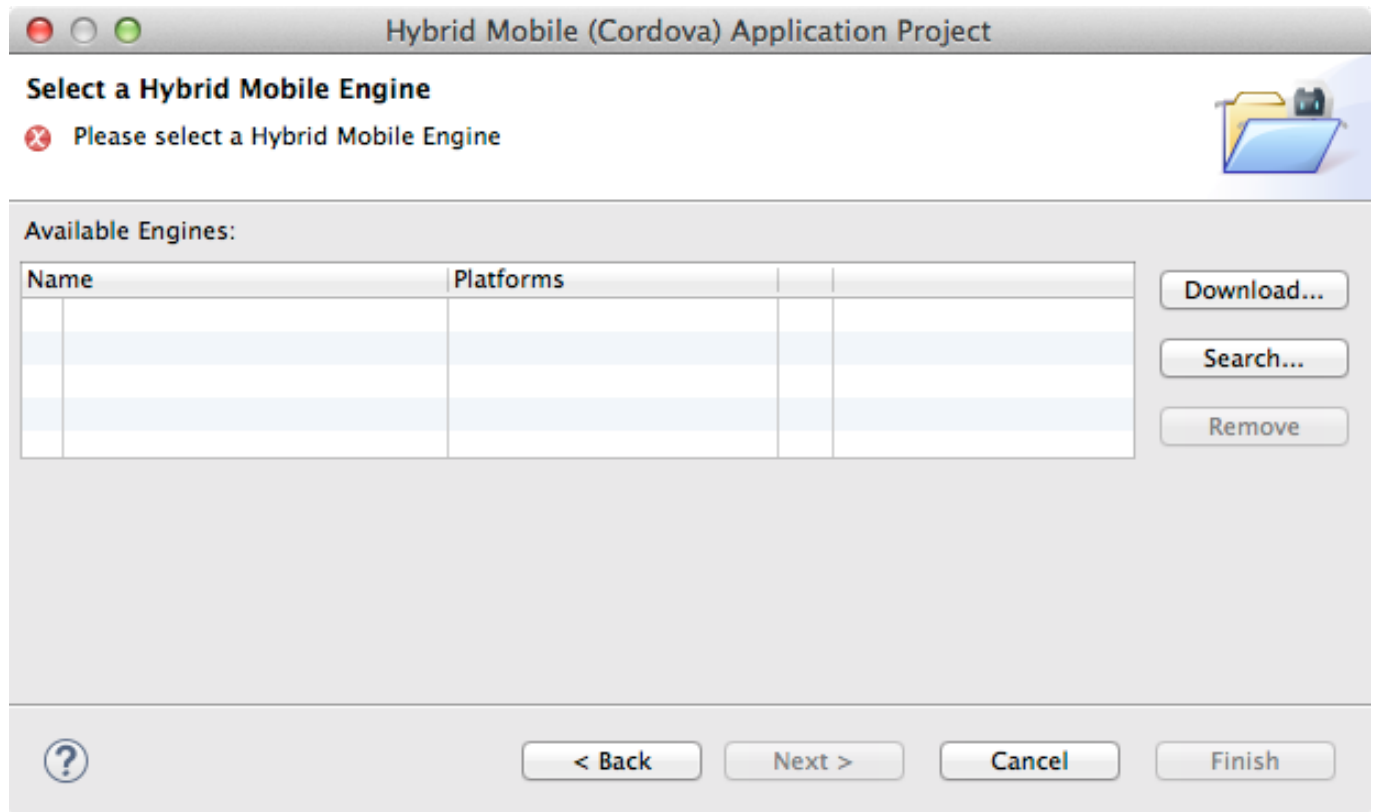 Hybrid Mobile (Cordova) Application Project
Select a Hybrid Mobile Engine
Please select a Hybrid Mobile Engine
Available Engines:
Name Platforms
Download...
Search...
Remove
? < Back Next > Cancel Finish